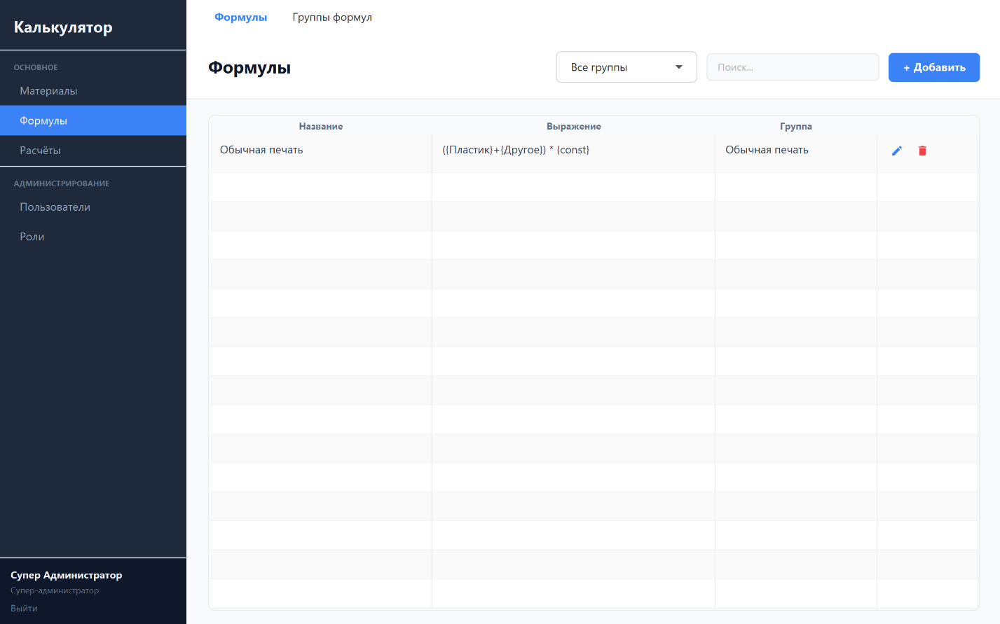 Калькулятор
ОСНОВНОЕ
Материалы
Формулы
Расчёты
АДМИНИСТРИРОВАНИЕ
Пользователи
Роли
Супер Администратор
Супер-администратор
Выйти
Формулы Группы формул
Формулы Все группы Поиск... + Добавить
Название Выражение Группа
Обычная печать ({Пластик}+{Другое}) * {const} Обычная печать